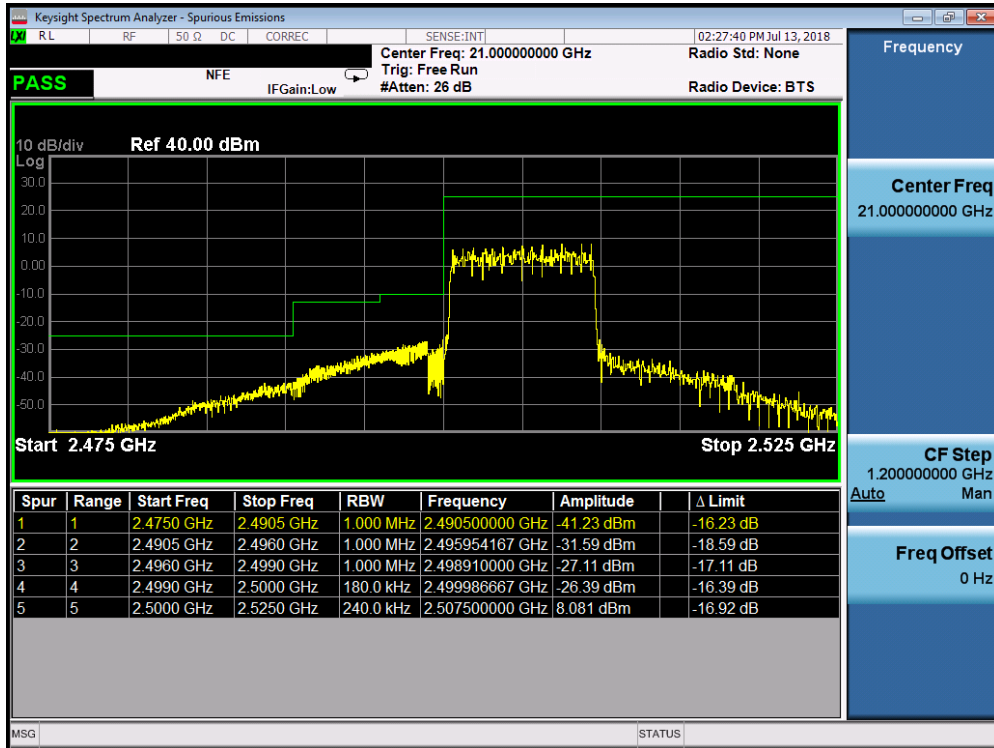 Keysight Spectrum Analyzer - Spurious Emissions
LXI RL RF 50 Ω DC CORREC SENSE:INT 02:27:40 PM Jul 13, 2018
Center Freq: 21.000000000 GHz Radio Std: None
Trig: Free Run
PASS NFE IFGain:Low #Atten: 26 dB Radio Device: BTS
Frequency
10 dB/div Ref 40.00 dBm
Log
30.0
20.0
10.0
0.00
-10.0
-20.0
-30.0
-40.0
-50.0
Start 2.475 GHz Stop 2.525 GHz
Spur Range Start Freq Stop Freq RBW Frequency Amplitude Δ Limit
1 1 2.4750 GHz 2.4905 GHz 1.000 MHz 2.490500000 GHz -41.23 dBm -16.23 dB
2 2 2.4905 GHz 2.4960 GHz 1.000 MHz 2.495954167 GHz -31.59 dBm -18.59 dB
3 3 2.4960 GHz 2.4990 GHz 1.000 MHz 2.498910000 GHz -27.11 dBm -17.11 dB
4 4 2.4990 GHz 2.5000 GHz 180.0 kHz 2.499986667 GHz -26.39 dBm -16.39 dB
5 5 2.5000 GHz 2.5250 GHz 240.0 kHz 2.507500000 GHz 8.081 dBm -16.92 dB
Center Freq
21.000000000 GHz
CF Step
1.200000000 GHz
Auto Man
Freq Offset
0 Hz
MSG STATUS